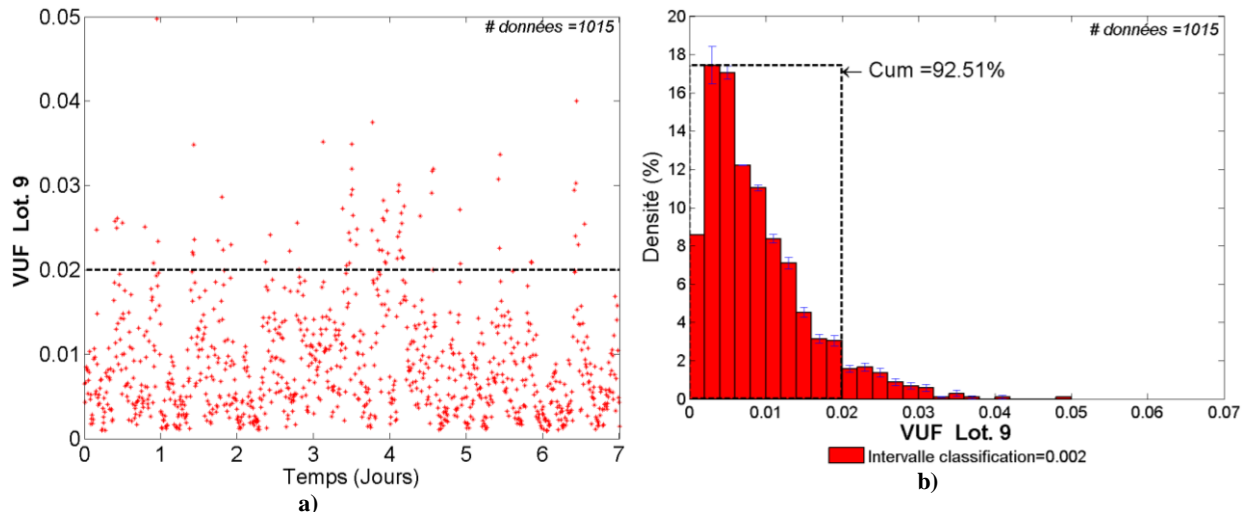 # données =1015
0.05
0.04
0.03
0.02
0.01
0
VUF Lot. 9
0 1 2 3 4 5 6 7
Temps (Jours)
a)
# données =1015
20
18
16
14
12
10
8
6
4
2
0
Densité (%)
← Cum =92.51%
0 0.01 0.02 0.03 0.04 0.05 0.06 0.07
VUF Lot. 9
Intervalle classification=0.002
b)